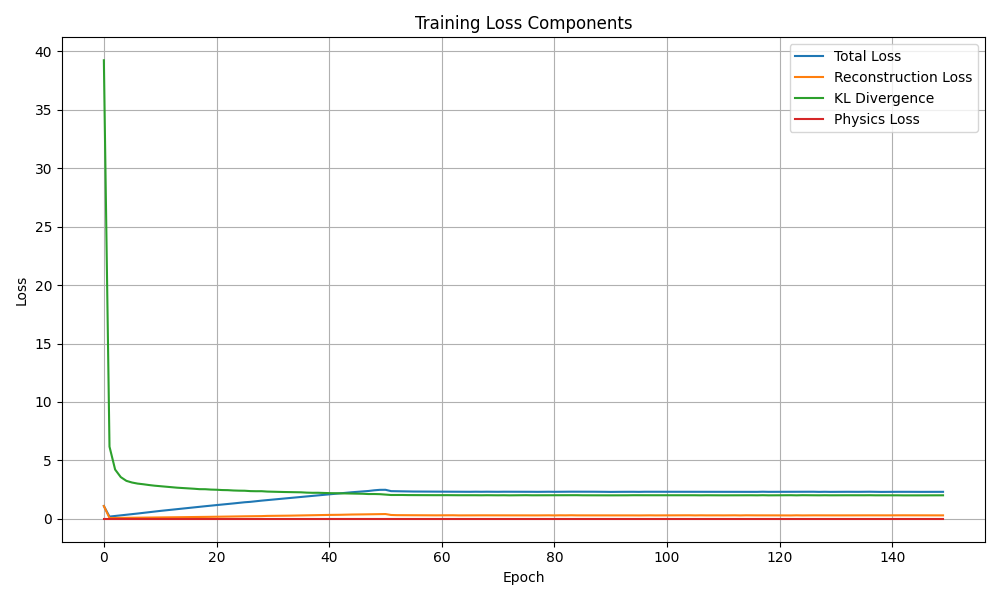 Training Loss Components
Total Loss
Reconstruction Loss
KL Divergence
Physics Loss
40
35
30
25
20
15
10
5
0
Loss
0 20 40 60 80 100 120 140
Epoch